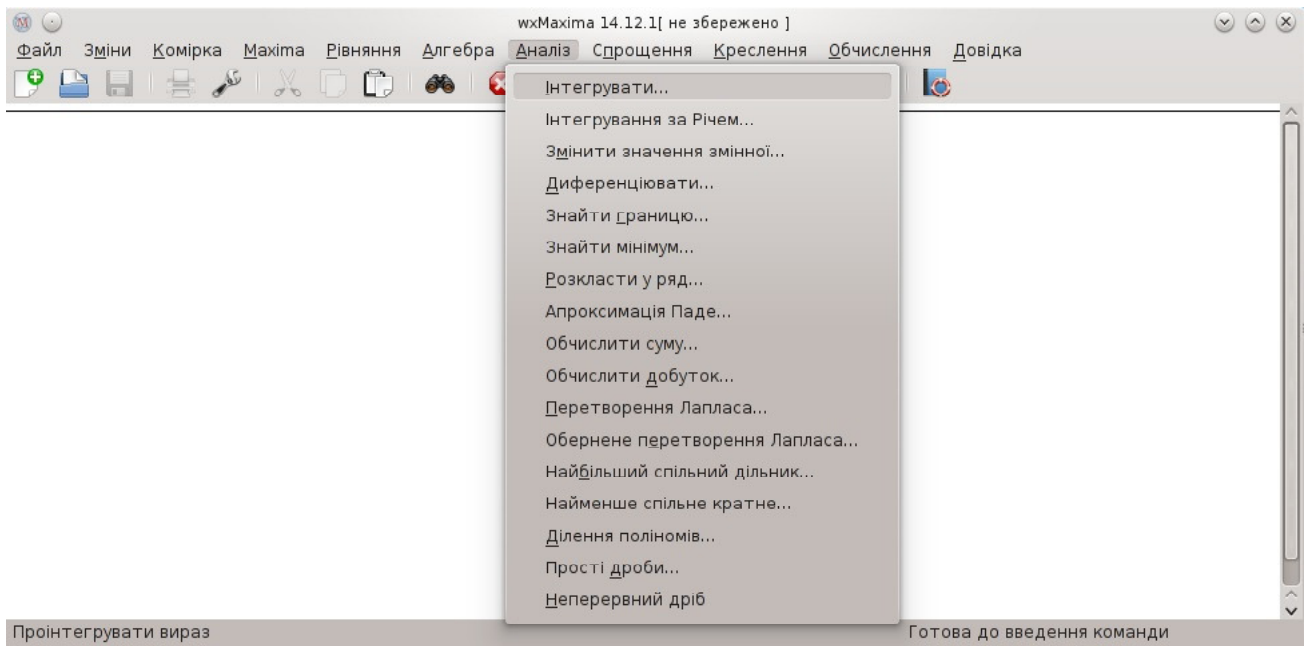 wxMaxima 14.12.1[ не збережено ]
Файл Зміни Комірка Maxima Рівняння Алгебра Аналіз Спрощення Креслення Обчислення Довідка
Інтегрувати...
Інтегрування за Річем...
Змінити значення змінної...
Диференціювати...
Знайти границю...
Знайти мінімум...
Розкласти у ряд...
Апроксимація Паде...
Обчислити суму...
Обчислити добуток...
Перетворення Лапласа...
Обернене перетворення Лапласа...
Найбільший спільний дільник...
Найменше спільне кратне...
Ділення поліномів...
Прості дроби...
Неперервний дріб
Проінтегрувати вираз Готова до введення команди